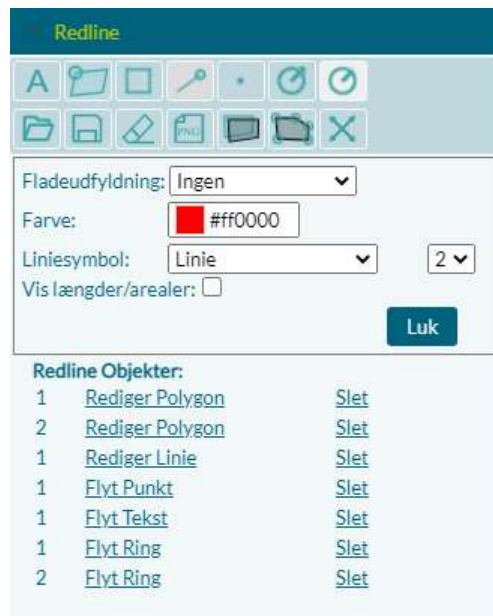 Redline
A
PNG
Fladeudfyldning: Ingen
Farve: #ff0000
Liniesymbol: Linie 2
Vis længder/arealer:
Luk
Redline Objekter:
1 Rediger Polygon Slet
2 Rediger Polygon Slet
1 Rediger Linie Slet
1 Flyt Punkt Slet
1 Flyt Tekst Slet
1 Flyt Ring Slet
2 Flyt Ring Slet